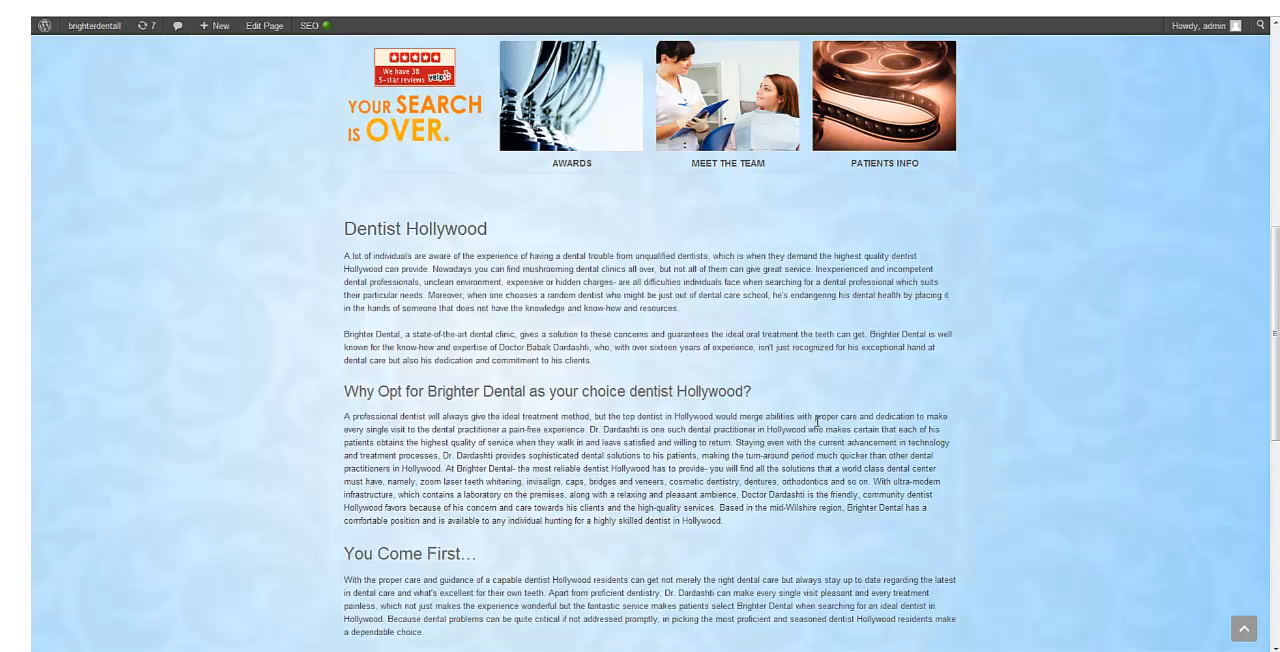 brighterdentall 7 + New Edit Page SEO Howdy, admin
We have 38
5-star reviews yelp
YOUR SEARCH
IS OVER.
AWARDS MEET THE TEAM PATIENTS INFO
Dentist Hollywood
A lot of individuals are aware of the experience of having a dental trouble from unqualified dentists, which is when they demand the highest quality dentist
Hollywood can provide. Nowadays you can find mushrooming dental clinics all over, but not all of them can give great service. Inexperienced and incompetent
dental professionals, unclean environment, expensive or hidden charges- are all difficulties individuals face when searching for a dental professional which suits
their particular needs. Moreover, when one chooses a random dentist who might be just out of dental care school, he's endangering his dental health by placing it
in the hands of someone that does not have the knowledge and know-how and resources.
Brighter Dental, a state-of-the-art dental clinic, gives a solution to these concerns and guarantees the ideal oral treatment the teeth can get. Brighter Dental is well
known for the know-how and expertise of Doctor Babak Dardashti, who, with over sixteen years of experience, isn't just recognized for his exceptional hand at
dental care but also his dedication and commitment to his clients.
Why Opt for Brighter Dental as your choice dentist Hollywood?
A professional dentist will always give the ideal treatment method, but the top dentist in Hollywood would merge abilities with proper care and dedication to make
every single visit to the dental practitioner a pain-free experience. Dr. Dardashti is one such dental practitioner in Hollywood who makes certain that each of his
patients obtains the highest quality of service when they walk in and leave satisfied and willing to return. Staying even with the current advancement in technology
and treatment processes, Dr. Dardashti provides sophisticated dental solutions to his patients, making the turn-around period much quicker than other dental
practitioners in Hollywood. At Brighter Dental- the most reliable dentist Hollywood has to provide- you will find all the solutions that a world class dental center
must have, namely, zoom laser teeth whitening, invisalign, caps, bridges and veneers, cosmetic dentistry, dentures, orthodontics and so on. With ultra-modern
infrastructure, which contains a laboratory on the premises, along with a relaxing and pleasant ambience, Doctor Dardashti is the friendly, community dentist
Hollywood favors because of his concern and care towards his clients and the high-quality services. Based in the mid-Wilshire region, Brighter Dental has a
comfortable position and is available to any individual hunting for a highly skilled dentist in Hollywood.
You Come First...
With the proper care and guidance of a capable dentist Hollywood residents can get not merely the right dental care but always stay up to date regarding the latest
in dental care and what's excellent for their own teeth. Apart from proficient dentistry, Dr. Dardashti can make every single visit pleasant and every treatment
painless, which not just makes the experience wonderful but the fantastic service makes patients select Brighter Dental when searching for an ideal dentist in
Hollywood. Because dental problems can be quite critical if not addressed promptly, in picking the most proficient and seasoned dentist Hollywood residents make
a dependable choice.